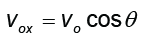 Vox = Vo cos θ